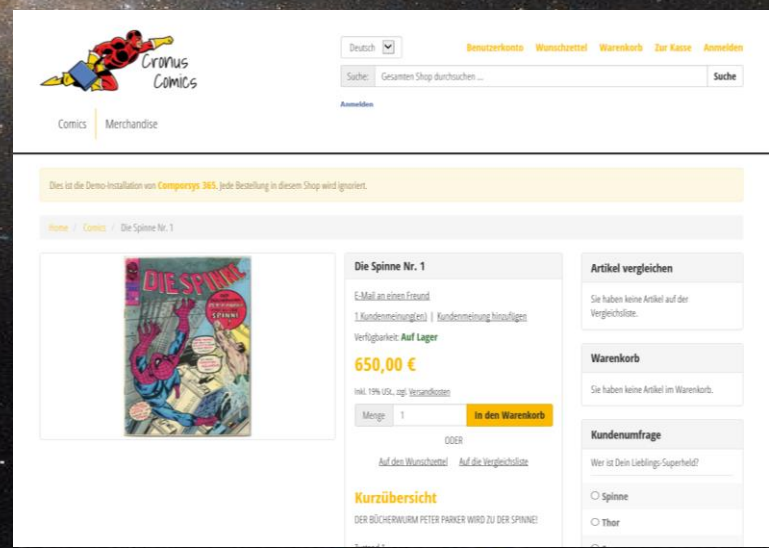 Cronus
Comics
Deutsch
Benutzerkonto Wunschzettel Warenkorb Zur Kasse Anmelden
Suche: Gesamten Shop durchsuchen ... Suche
Anmelden
Comics Merchandise
Dies ist die Demo-Installation von Comporsys 365. Jede Bestellung in diesem Shop wird ignoriert.
Home / Comics / Die Spinne Nr. 1
DIE SPINNE
SPINNE
Die Spinne Nr. 1
E-Mail an einen Freund
1 Kundenmeinung(en) | Kundenmeinung hinzufügen
Verfügbarkeit: Auf Lager
650,00 €
Inkl. 19% USt., zzgl. Versandkosten
Menge 1 In den Warenkorb
ODER
Auf den Wunschzettel Auf die Vergleichsliste
Kurzübersicht
DER BÜCHERWURM PETER PARKER WIRD ZU DER SPINNE!
Artikel vergleichen
Sie haben keine Artikel auf der
Vergleichsliste.
Warenkorb
Sie haben keine Artikel im Warenkorb.
Kundenumfrage
Wer ist Dein Lieblings-Superheld?
Spinne
Thor